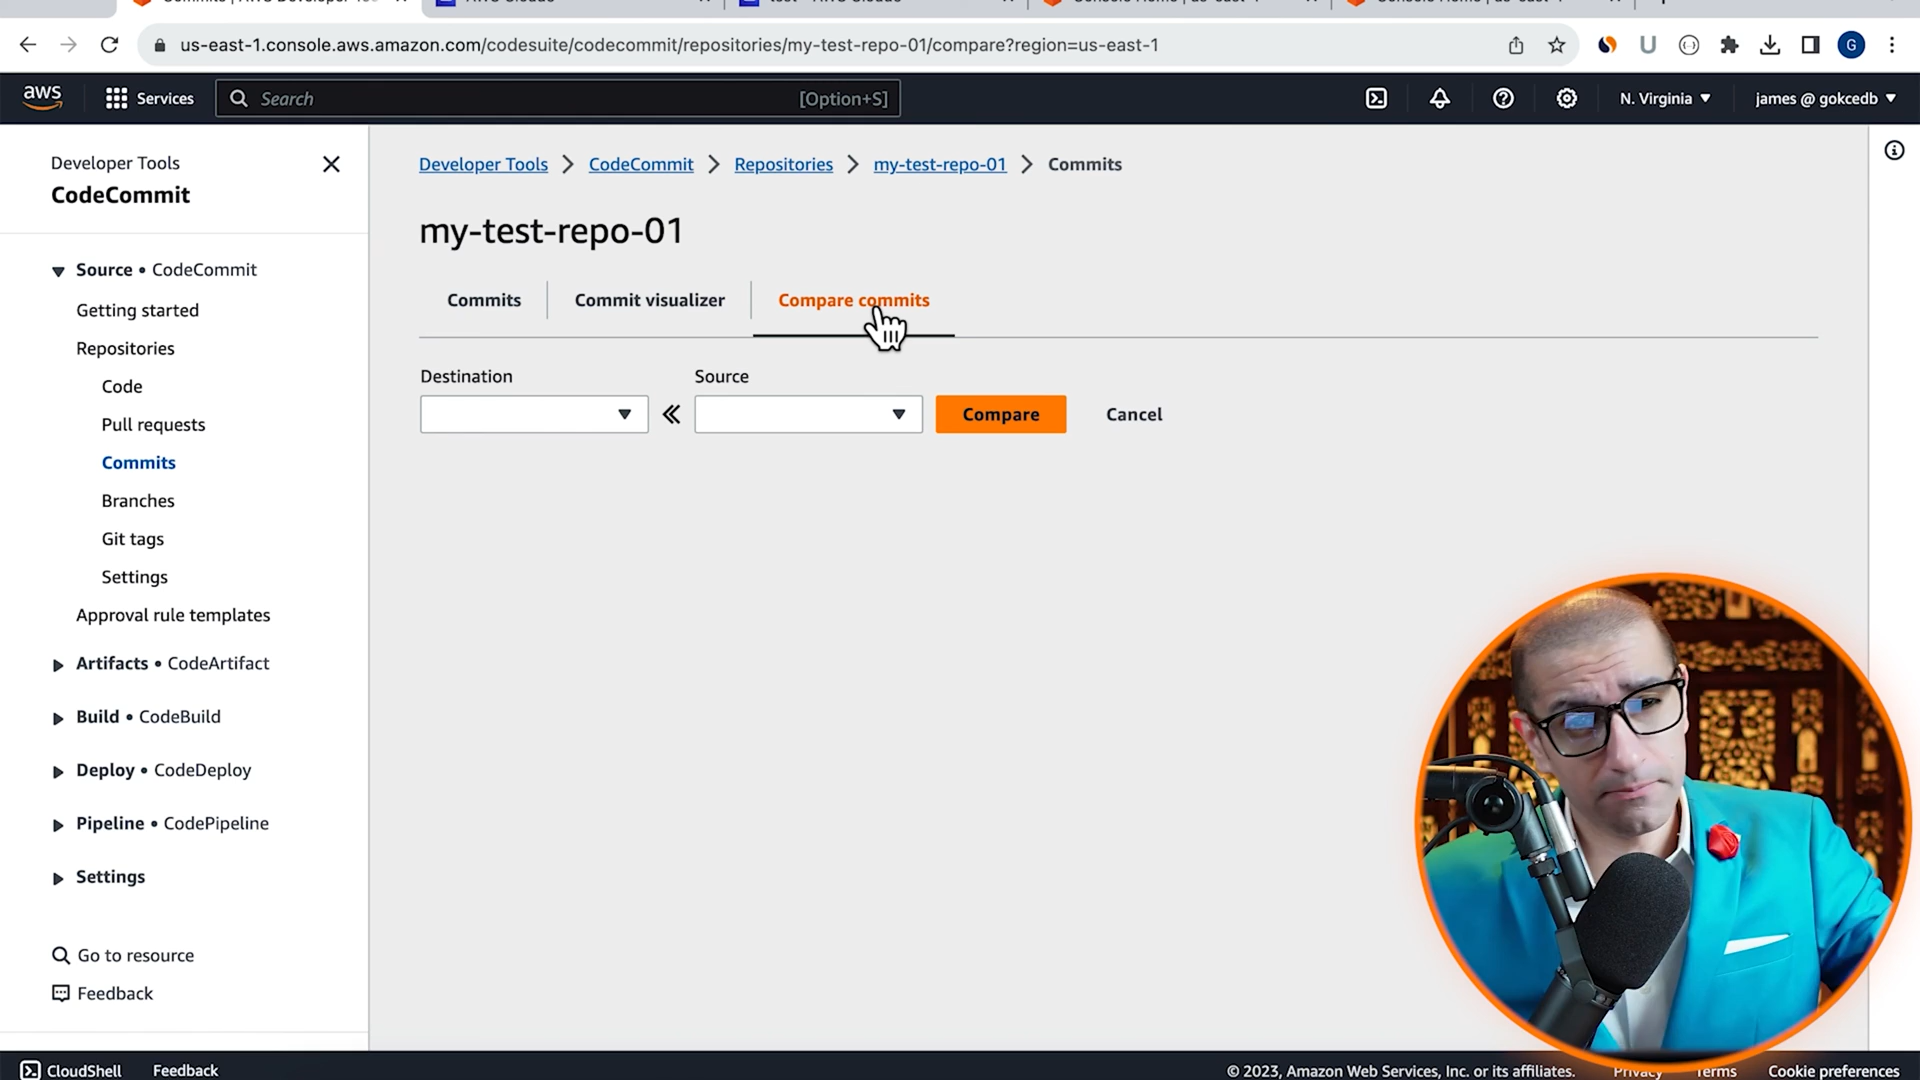 us-east-1.console.aws.amazon.com/codesuite/codecommit/repositories/my-test-repo-01/compare?region=us-east-1
G
aws
Services
Search
[Option+S]
N. Virginia
james @ gokcedb
Developer Tools
CodeCommit
Source • CodeCommit
Getting started
Repositories
Code
Pull requests
Commits
Branches
Git tags
Settings
Approval rule templates
Artifacts • CodeArtifact
Build • CodeBuild
Deploy • CodeDeploy
Pipeline • CodePipeline
Settings
Go to resource
Feedback
Developer Tools > CodeCommit > Repositories > my-test-repo-01 > Commits
my-test-repo-01
Commits
Commit visualizer
Compare commits
Destination
Source
Compare
Cancel
CloudShell
Feedback
© 2023, Amazon Web Services, Inc. or its affiliates.
Privacy
Terms
Cookie preferences